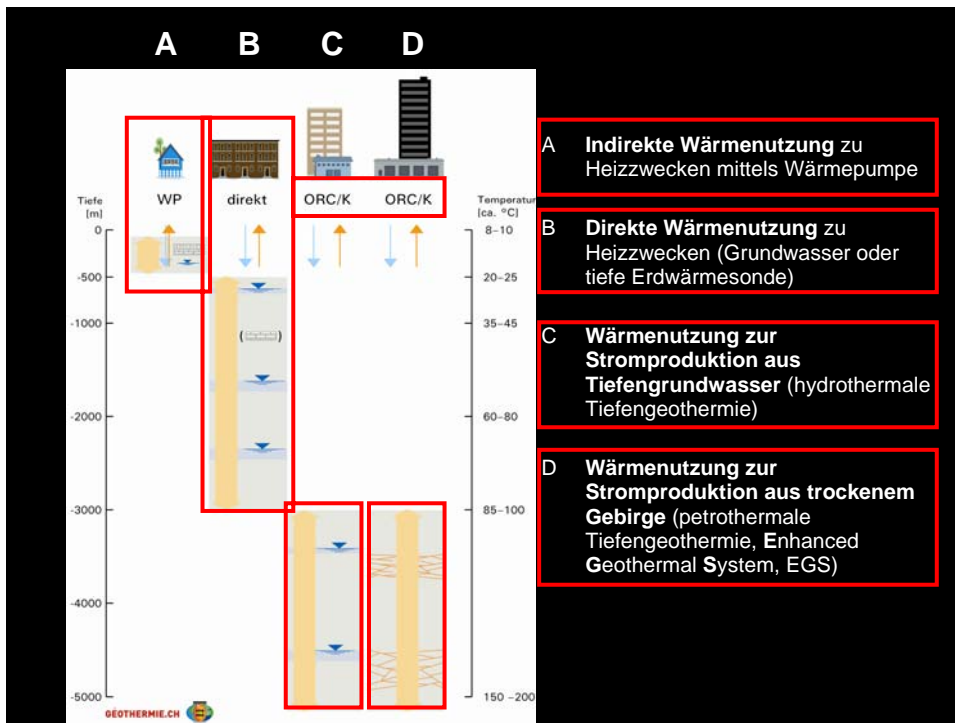 A B C D
WP direkt ORC/K ORC/K
Tiefe
[m]
Temperatur
[ca. °C]
0 8–10
-500 20–25
-1000 35–45
-2000 60–80
-3000 85–100
-4000
-5000 150–200
GÉOTHERMIE.CH
A Indirekte Wärmenutzung zu
Heizzwecken mittels Wärmepumpe
B Direkte Wärmenutzung zu
Heizzwecken (Grundwasser oder
tiefe Erdwärmesonde)
C Wärmenutzung zur
Stromproduktion aus
Tiefengrundwasser (hydrothermale
Tiefengeothermie)
D Wärmenutzung zur
Stromproduktion aus trockenem
Gebirge (petrothermale
Tiefengeothermie, Enhanced
Geothermal System, EGS)